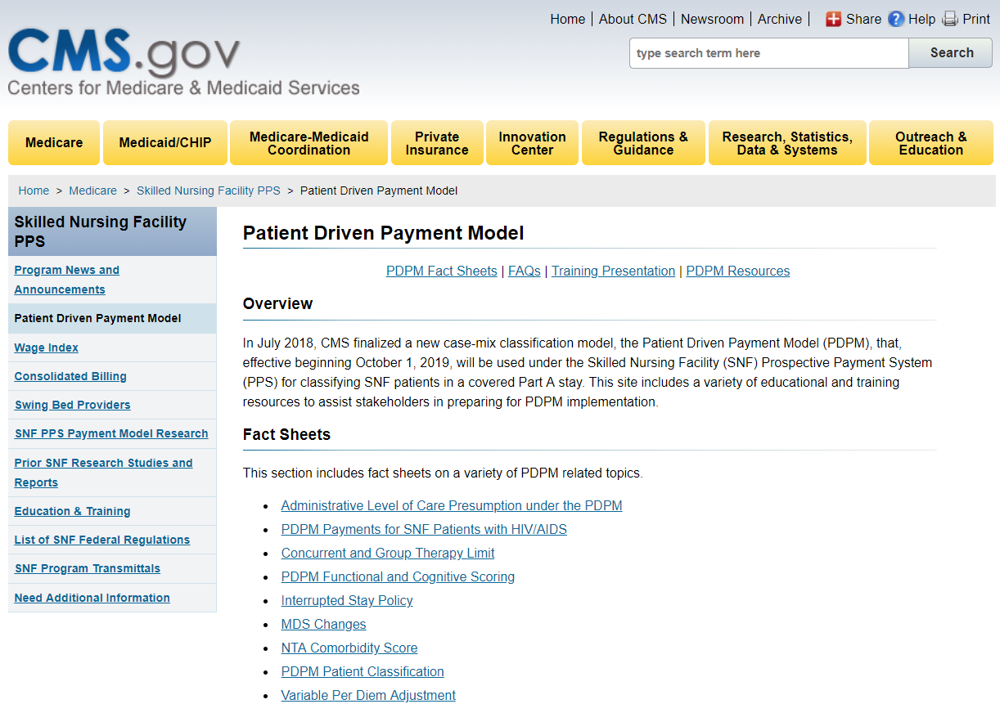 Home | About CMS | Newsroom | Archive | Share Help Print
CMS.gov
Centers for Medicare & Medicaid Services
type search term here
Search
Medicare
Medicaid/CHIP
Medicare-Medicaid
Coordination
Private
Insurance
Innovation
Center
Regulations &
Guidance
Research, Statistics,
Data & Systems
Outreach &
Education
Home > Medicare > Skilled Nursing Facility PPS > Patient Driven Payment Model
Skilled Nursing Facility
PPS
Program News and
Announcements
Patient Driven Payment Model
Wage Index
Consolidated Billing
Swing Bed Providers
SNF PPS Payment Model Research
Prior SNF Research Studies and
Reports
Education & Training
List of SNF Federal Regulations
SNF Program Transmittals
Need Additional Information
Patient Driven Payment Model
PDPM Fact Sheets | FAQs | Training Presentation | PDPM Resources
Overview
In July 2018, CMS finalized a new case-mix classification model, the Patient Driven Payment Model (PDPM), that,
effective beginning October 1, 2019, will be used under the Skilled Nursing Facility (SNF) Prospective Payment System
(PPS) for classifying SNF patients in a covered Part A stay. This site includes a variety of educational and training
resources to assist stakeholders in preparing for PDPM implementation.
Fact Sheets
This section includes fact sheets on a variety of PDPM related topics.
• Administrative Level of Care Presumption under the PDPM
• PDPM Payments for SNF Patients with HIV/AIDS
• Concurrent and Group Therapy Limit
• PDPM Functional and Cognitive Scoring
• Interrupted Stay Policy
• MDS Changes
• NTA Comorbidity Score
• PDPM Patient Classification
• Variable Per Diem Adjustment